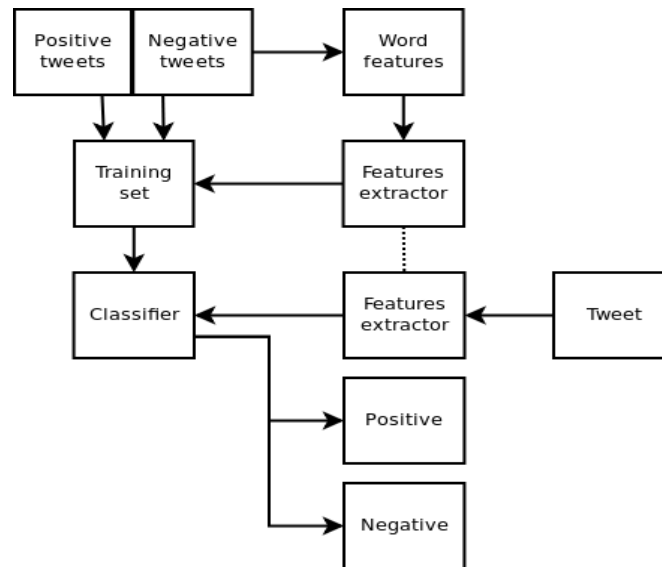 Positive
tweets
Negative
tweets
Word
features
Training
set
Features
extractor
Classifier
Features
extractor
Tweet
Positive
Negative